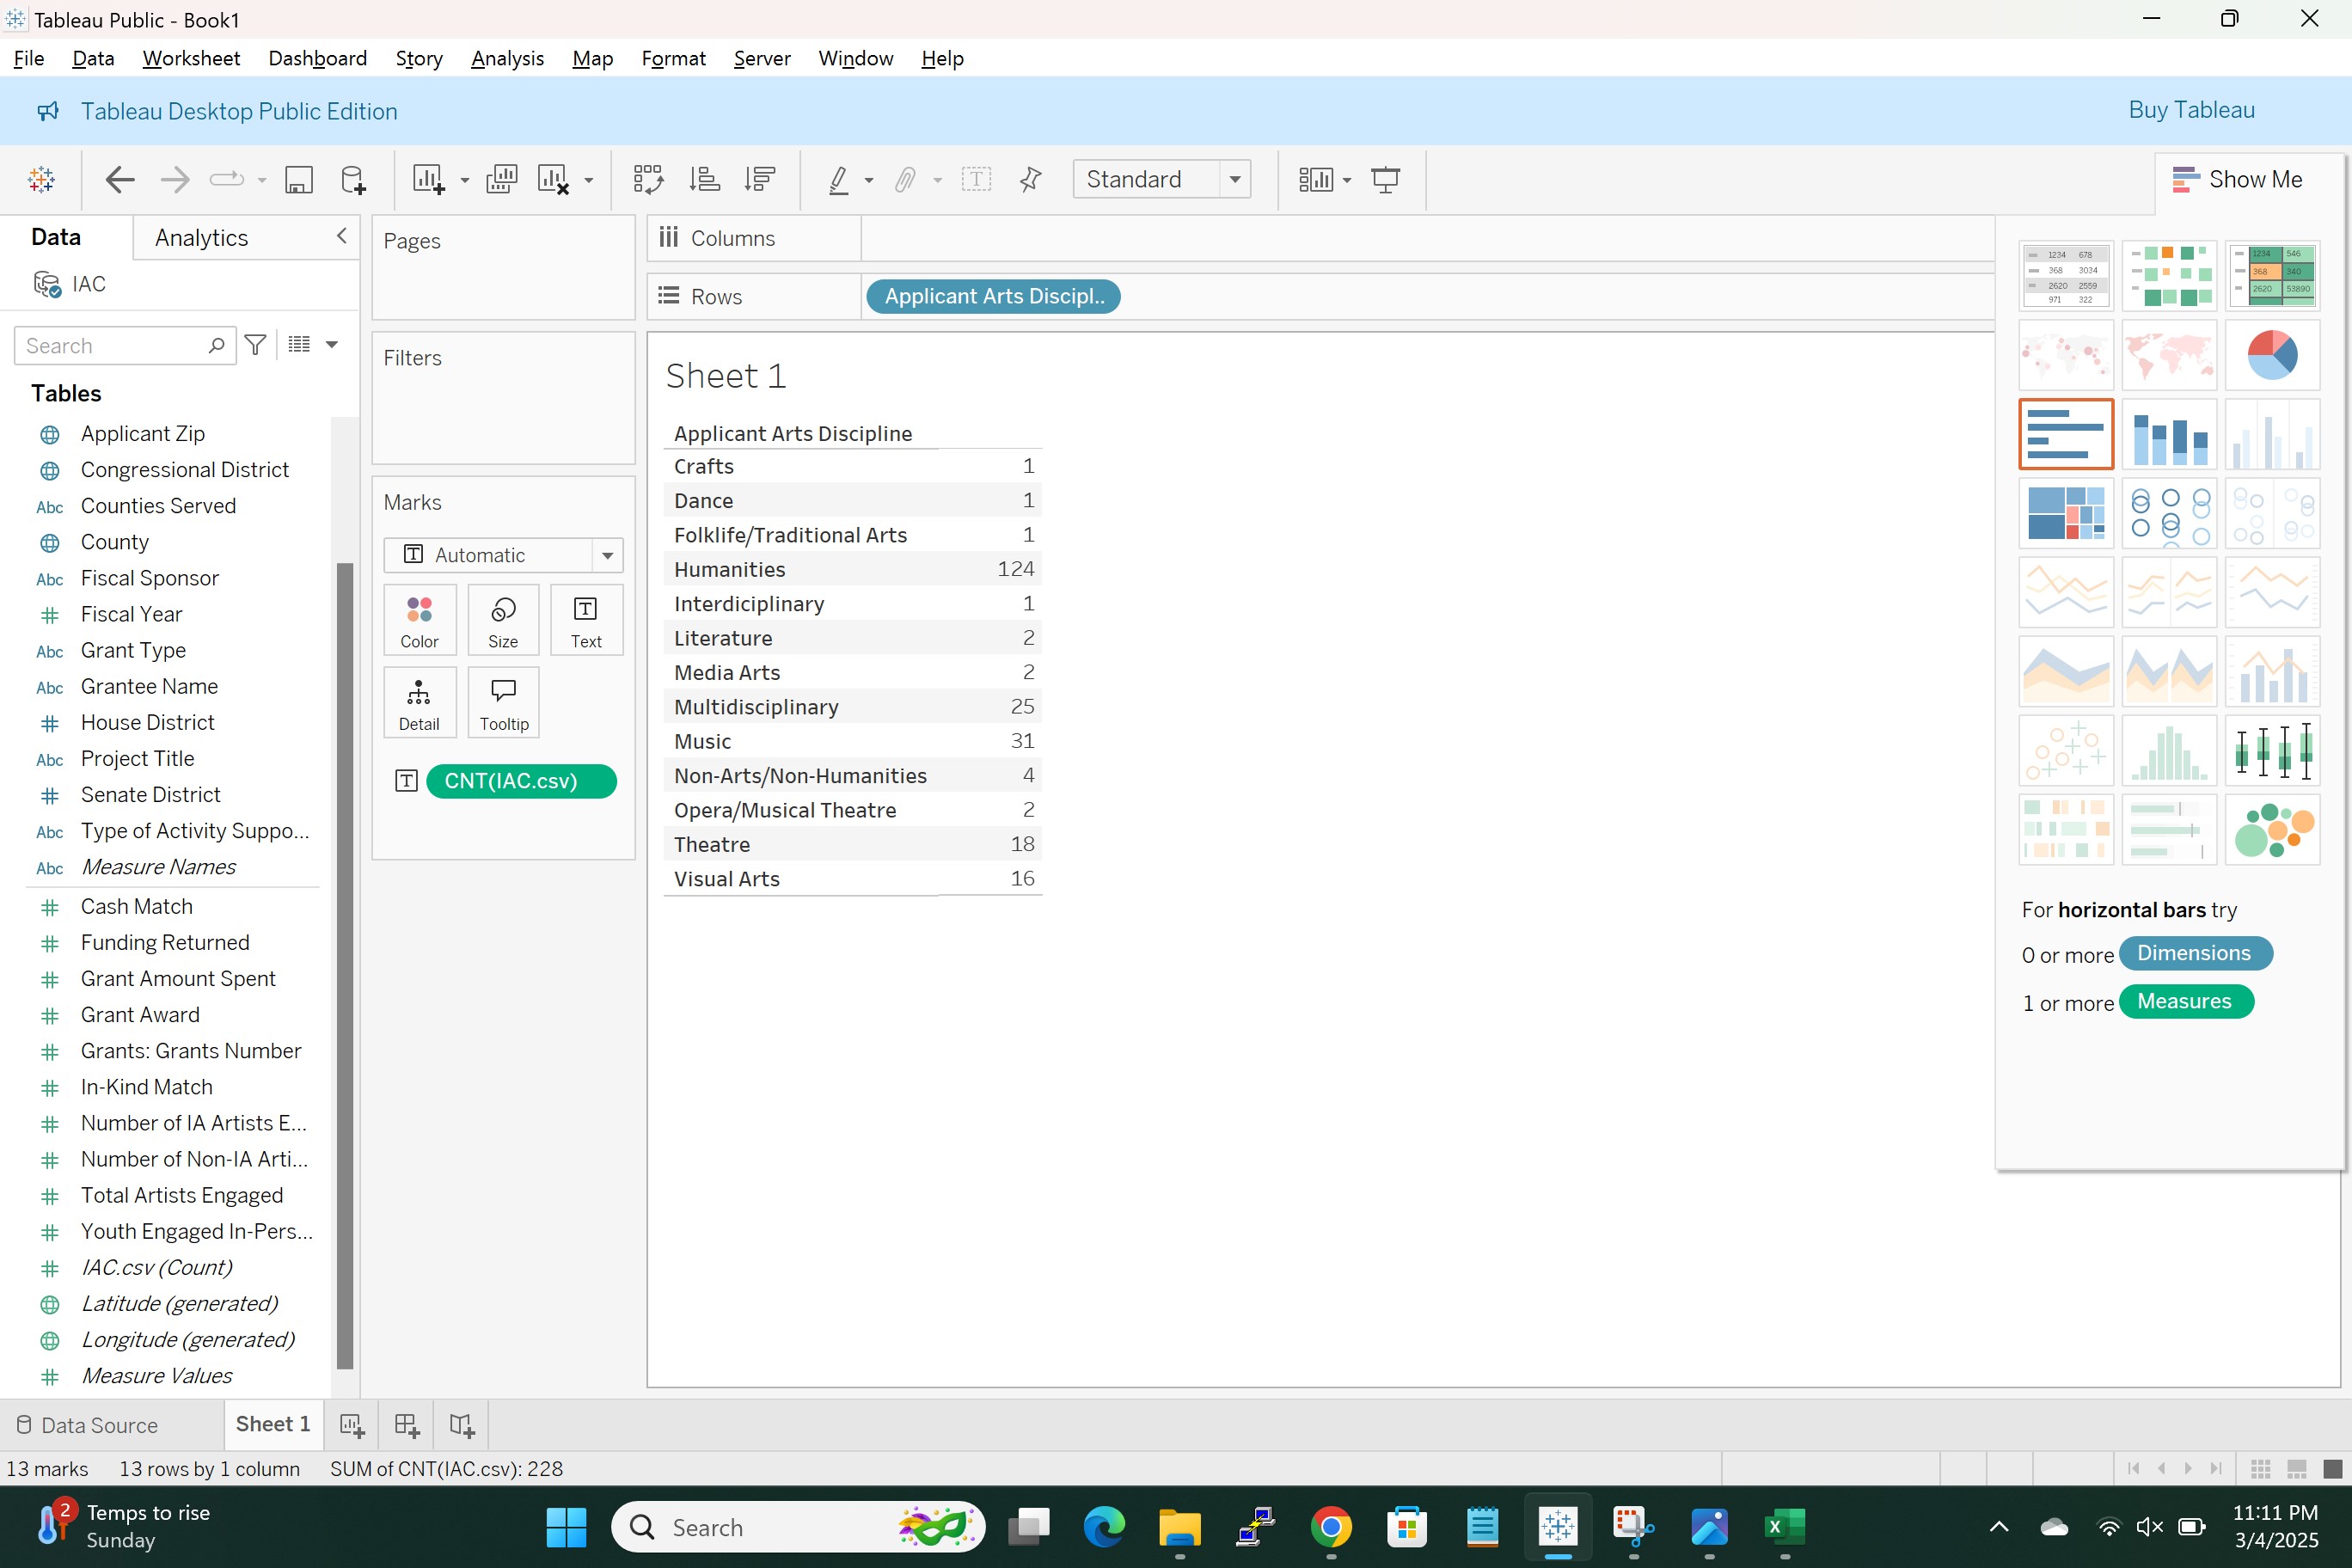 Tableau Public - Book1
File Data Worksheet Dashboard Story Analysis Map Format Server Window Help
Tableau Desktop Public Edition
Buy Tableau
Standard
Show Me
Data
Analytics
IAC
Search
Tables
Applicant Zip
Congressional District
Abc Counties Served
County
Abc Fiscal Sponsor
Fiscal Year
Abc Grant Type
Abc Grantee Name
House District
Abc Project Title
Senate District
Abc Type of Activity Suppo...
Abc Measure Names
Cash Match
Funding Returned
Grant Amount Spent
Grant Award
Grants: Grants Number
In-Kind Match
Number of IA Artists E...
Number of Non-IA Arti...
Total Artists Engaged
Youth Engaged In-Pers...
IAC.csv (Count)
Latitude (generated)
Longitude (generated)
Measure Values
Pages
Filters
Marks
T Automatic
Color
Size
T Text
Detail
Tooltip
T CNT(IAC.csv)
Columns
Rows
Applicant Arts Discipl..
Sheet 1
Applicant Arts Discipline
Crafts 1
Dance 1
Folklife/Traditional Arts 1
Humanities 124
Interdiciplinary 1
Literature 2
Media Arts 2
Multidisciplinary 25
Music 31
Non-Arts/Non-Humanities 4
Opera/Musical Theatre 2
Theatre 18
Visual Arts 16
1234 678
368 3034
2620 2559
971 322
1234 546
368 340
2620 53890
For horizontal bars try
0 or more Dimensions
1 or more Measures
Data Source
Sheet 1
13 marks 13 rows by 1 column SUM of CNT(IAC.csv): 228
2
Temps to rise
Sunday
Search
11:11 PM
3/4/2025